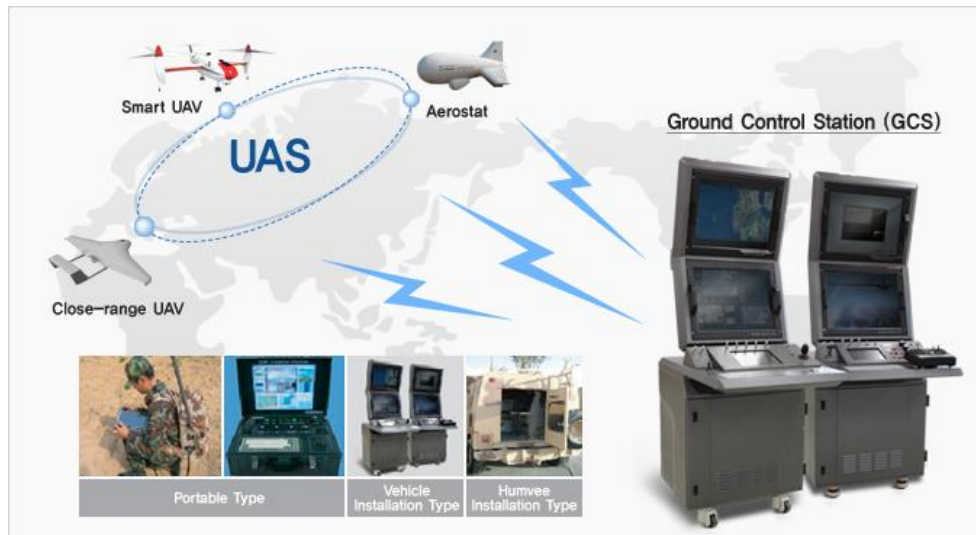 Smart UAV
Aerostat
UAS
Ground Control Station (GCS)
Close-range UAV
Portable Type
Vehicle
Installation Type
Humvee
Installation Type